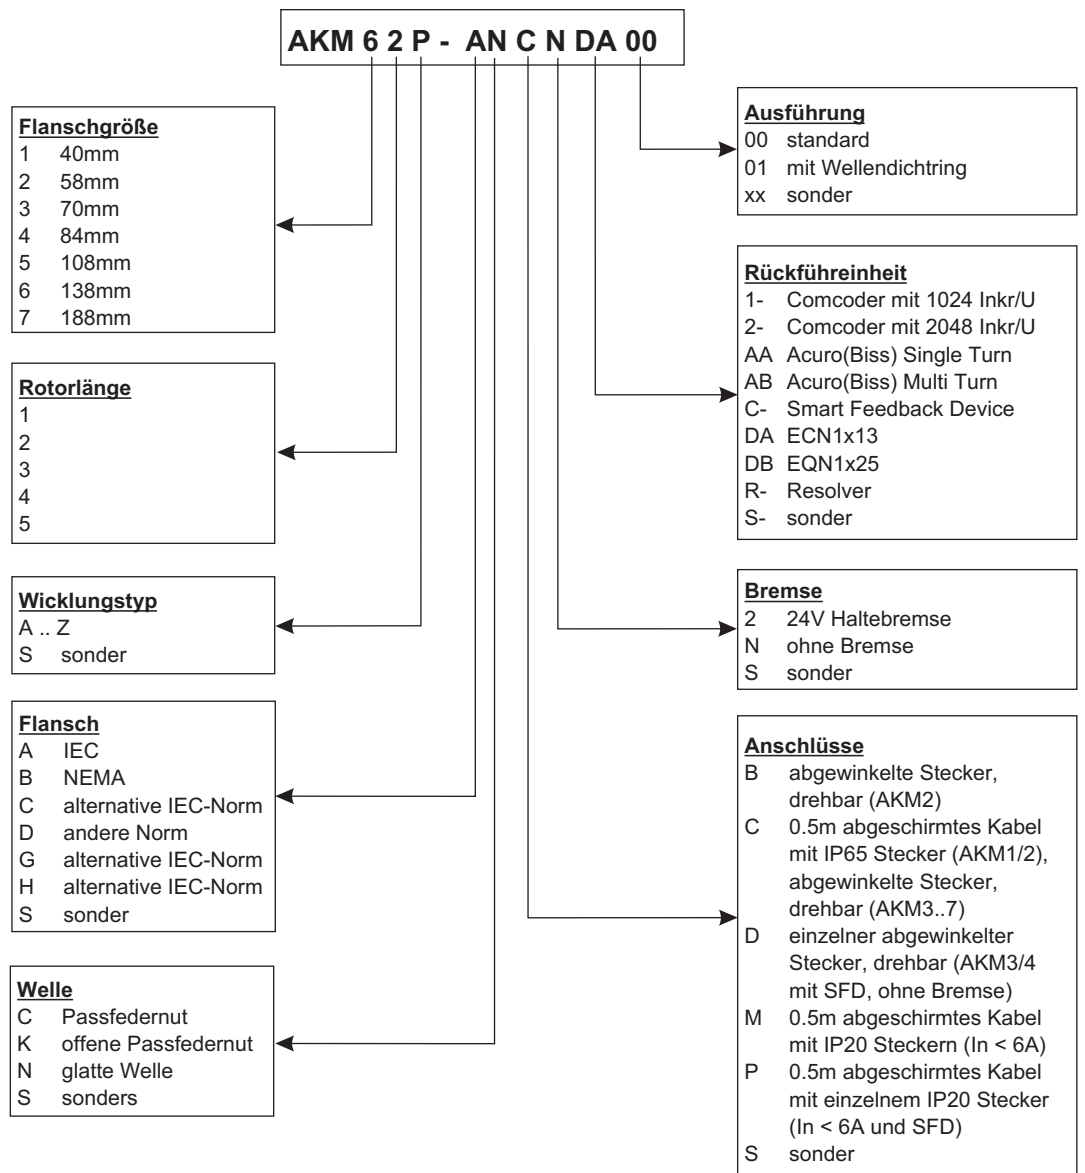 AKM 6 2 P - AN C N DA 00
Flanschgröße
1 40mm
2 58mm
3 70mm
4 84mm
5 108mm
6 138mm
7 188mm
Rotorlänge
1
2
3
4
5
Wicklungstyp
A .. Z
S sonder
Flansch
A IEC
B NEMA
C alternative IEC-Norm
D andere Norm
G alternative IEC-Norm
H alternative IEC-Norm
S sonder
Welle
C Passfedernut
K offene Passfedernut
N glatte Welle
S sonders
Ausführung
00 standard
01 mit Wellendichtring
xx sonder
Rückführeinheit
1- Comcoder mit 1024 Inkr/U
2- Comcoder mit 2048 Inkr/U
AA Acuro(Biss) Single Turn
AB Acuro(Biss) Multi Turn
C- Smart Feedback Device
DA ECN1x13
DB EQN1x25
R- Resolver
S- sonder
Bremse
2 24V Haltebremse
N ohne Bremse
S sonder
Anschlüsse
B abgewinkelte Stecker,
drehbar (AKM2)
C 0.5m abgeschirmtes Kabel
mit IP65 Stecker (AKM1/2),
abgewinkelte Stecker,
drehbar (AKM3..7)
D einzelner abgewinkelter
Stecker, drehbar (AKM3/4
mit SFD, ohne Bremse)
M 0.5m abgeschirmtes Kabel
mit IP20 Steckern (In < 6A)
P 0.5m abgeschirmtes Kabel
mit einzelnem IP20 Stecker
(In < 6A und SFD)
S sonder